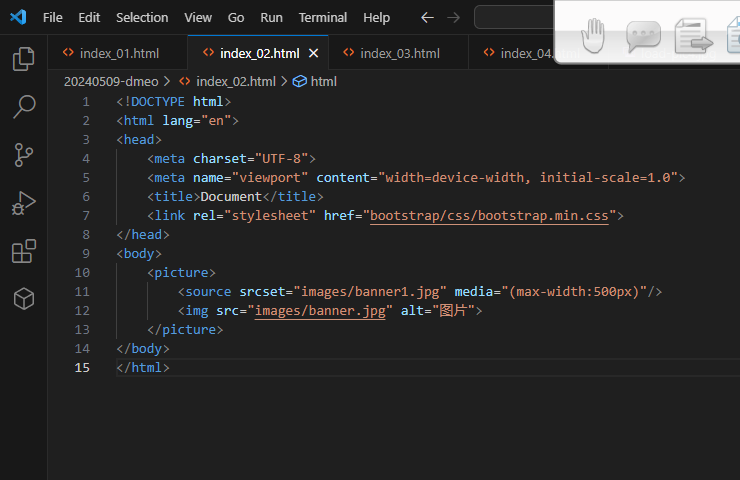 File Edit Selection View Go Run Terminal Help
index_01.html index_02.html index_03.html index_04.html
20240509-dmeo > index_02.html > html
1 <!DOCTYPE html>
2 <html lang="en">
3 <head>
4 <meta charset="UTF-8">
5 <meta name="viewport" content="width=device-width, initial-scale=1.0">
6 <title>Document</title>
7 <link rel="stylesheet" href="bootstrap/css/bootstrap.min.css">
8 </head>
9 <body>
10 <picture>
11 <source srcset="images/banner1.jpg" media="(max-width:500px)"/>
12 <img src="images/banner.jpg" alt="图片">
13 </picture>
14 </body>
15 </html>